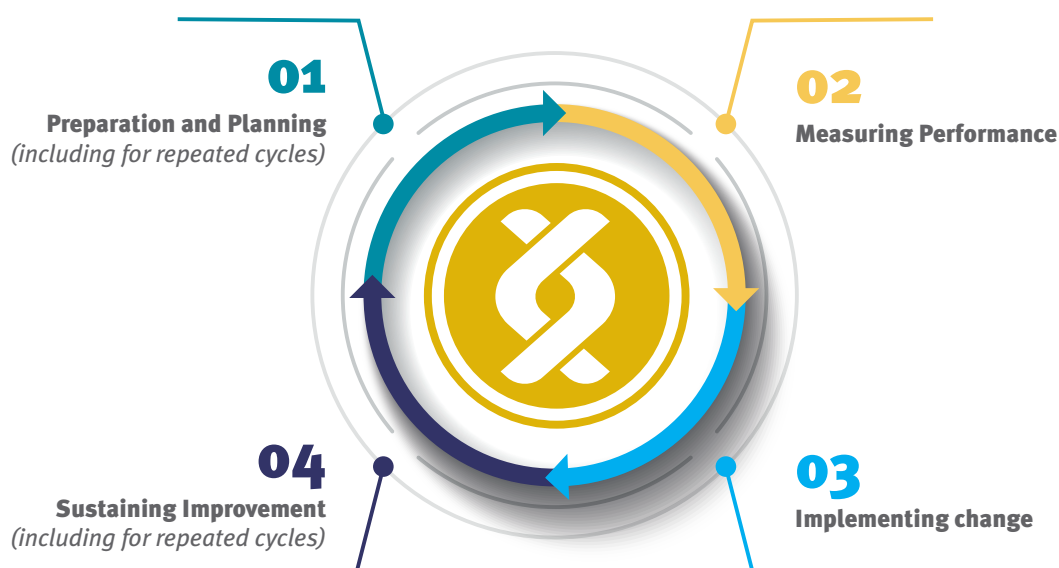 01
Preparation and Planning
(including for repeated cycles)
02
Measuring Performance
03
Implementing change
04
Sustaining Improvement
(including for repeated cycles)